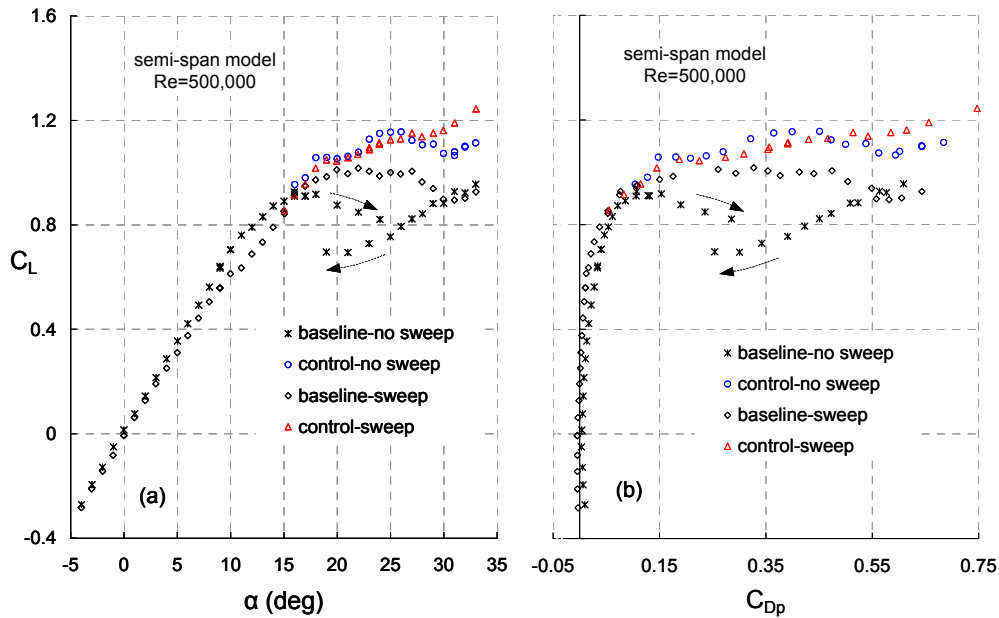 1.6
1.2
0.8
0.4
0
-0.4
C_L
semi-span model
Re=500,000
baseline-no sweep
control-no sweep
baseline-sweep
control-sweep
(a)
-5 0 5 10 15 20 25 30 35
α (deg)
semi-span model
Re=500,000
baseline-no sweep
control-no sweep
baseline-sweep
control-sweep
(b)
-0.05 0.15 0.35 0.55 0.75
C_Dp